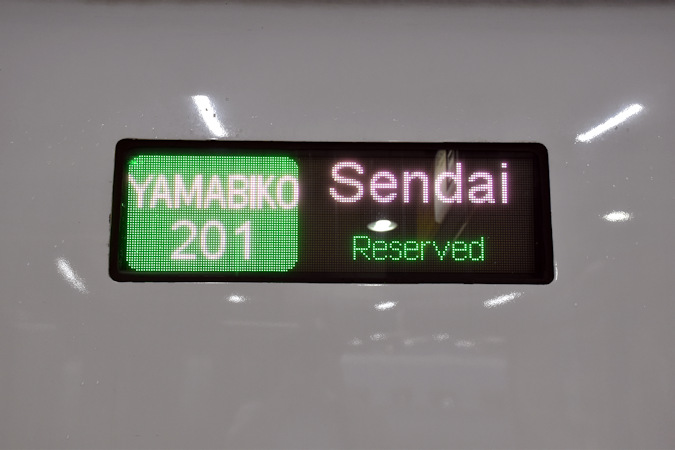 YAMABIKO
201
Sendai
Reserved